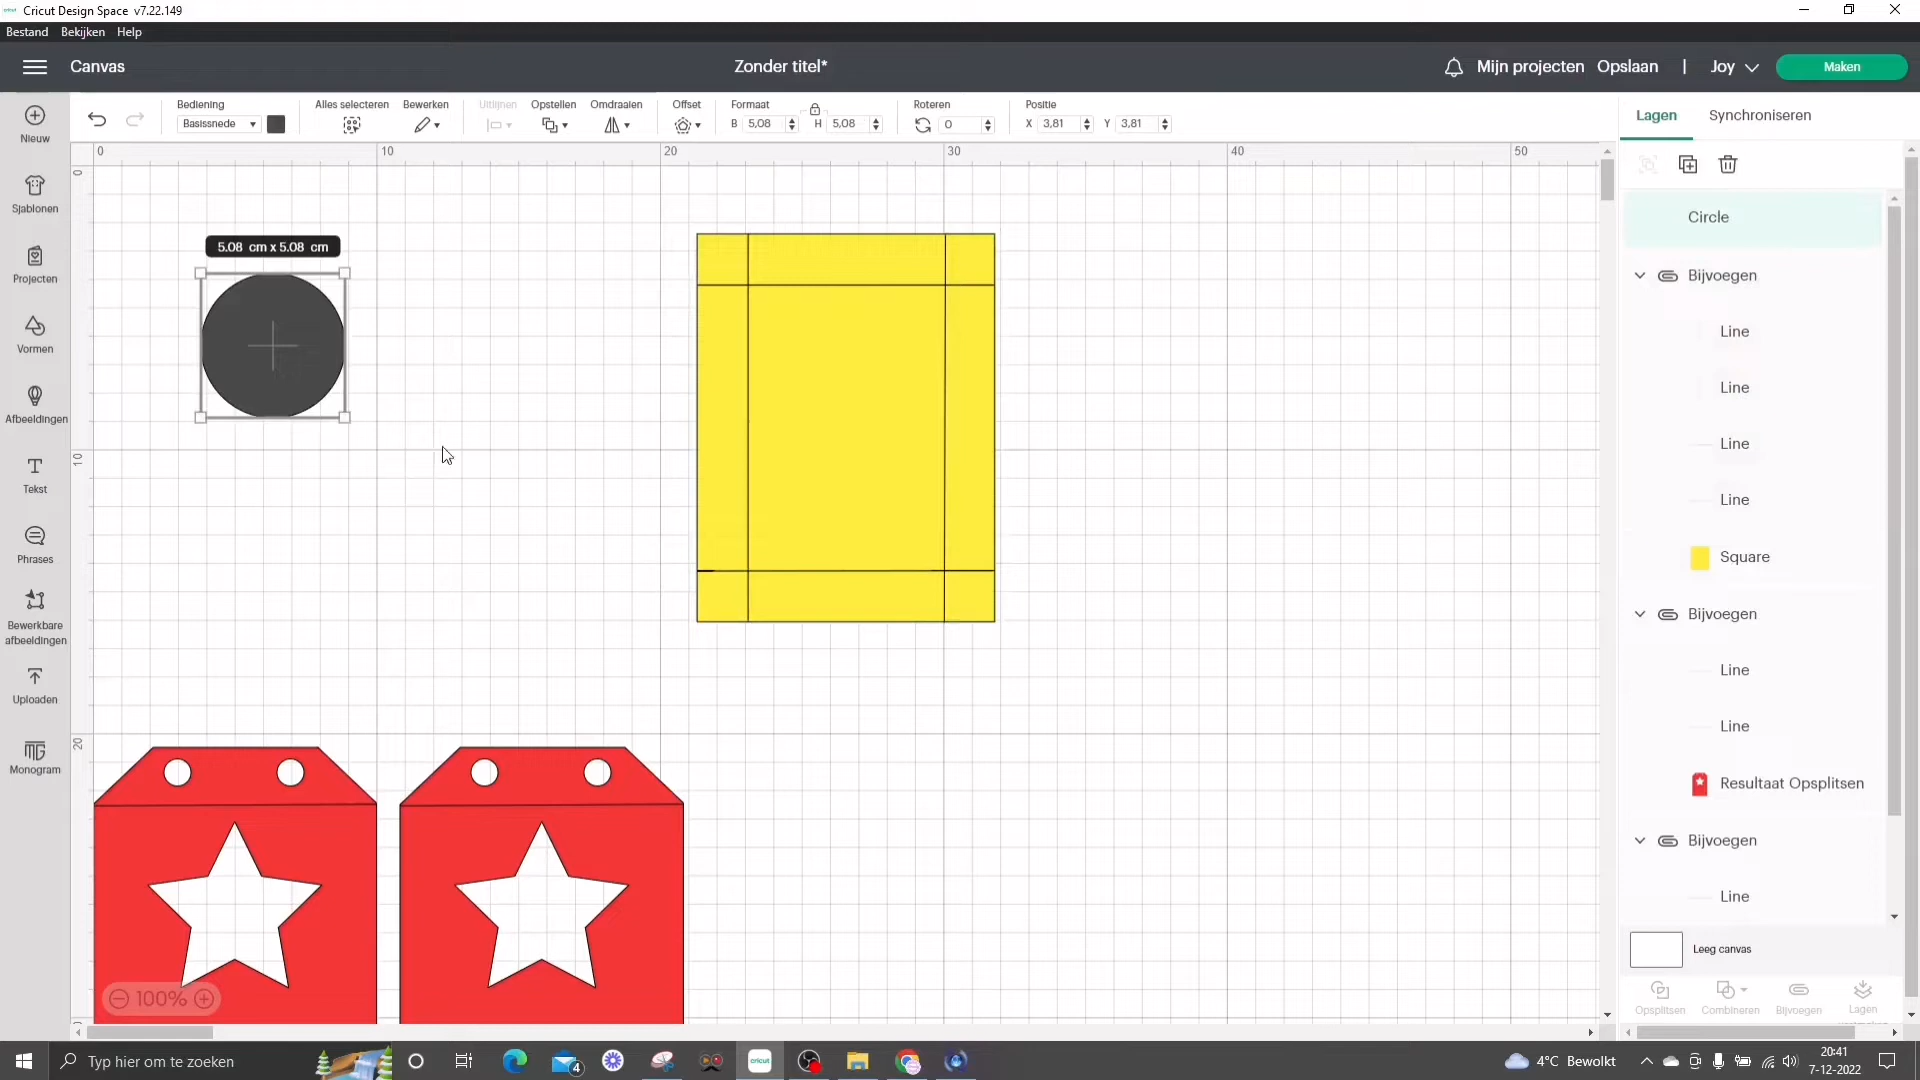 Cricut Design Space v7.22.149
Bestand Bekijken Help
Canvas
Zonder titel*
Mijn projecten Opslaan | Joy Maken
Nieuw
Sjablonen
Projecten
Vormen
Afbeeldingen
Tekst
Phrases
Bewerkbare
afbeeldingen
Uploaden
Monogram
Bediening Alles selecteren Bewerken Uitlijnen Opstellen Omdraaien Offset Formaat Roteren Positie
Basissnede B 5,08 H 5,08 0 X 3,81 Y 3,81
0 10 20 30 40 50
0
10
20
5.08 cm x 5.08 cm
100%
Lagen Synchroniseren
Circle
Bijvoegen
Line
Line
Line
Line
Square
Bijvoegen
Line
Line
Resultaat Opsplitsen
Bijvoegen
Line
Leeg canvas
Opsplitsen Combineren Bijvoegen Lagen
Typ hier om te zoeken
4
cricut
4°C Bewolkt
20:41
7-12-2022